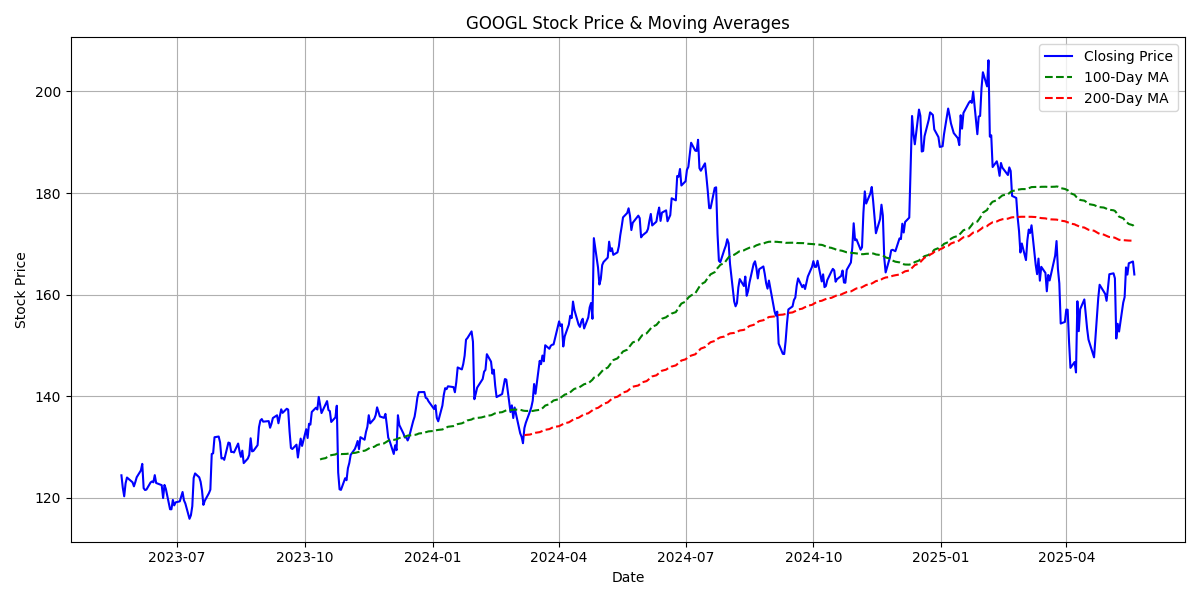 GOOGL Stock Price & Moving Averages
Closing Price
100-Day MA
200-Day MA
Stock Price
200
180
160
140
120
2023-07 2023-10 2024-01 2024-04 2024-07 2024-10 2025-01 2025-04
Date